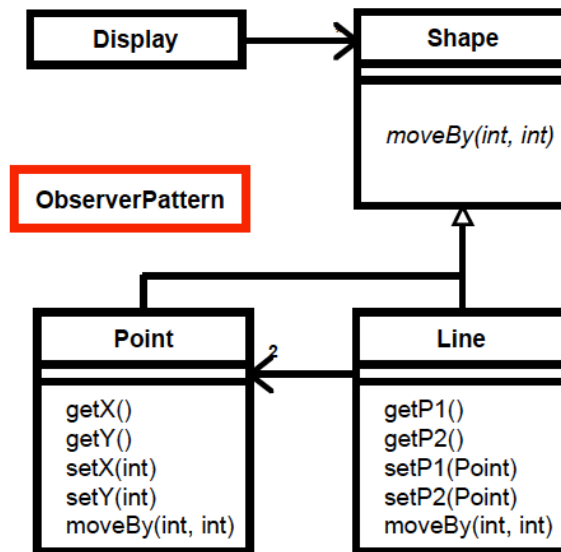 Display
Shape
moveBy(int, int)
ObserverPattern
Point
2
Line
getX()
getY()
setX(int)
setY(int)
moveBy(int, int)
getP1()
getP2()
setP1(Point)
setP2(Point)
moveBy(int, int)